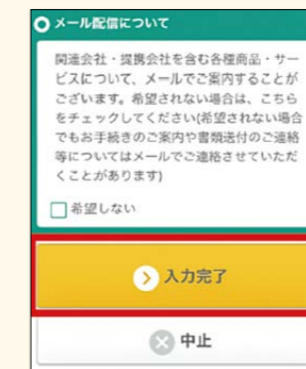 メール配信について
関連会社・提携会社を含む各種商品・サー
ビスについて、メールでご案内することが
ございます。希望されない場合は、こちら
をチェックしてください(希望されない場合
でもお手続きのご案内や書類送付のご連絡
等についてはメールでご連絡させていただ
くことがあります)
希望しない
入力完了
中止